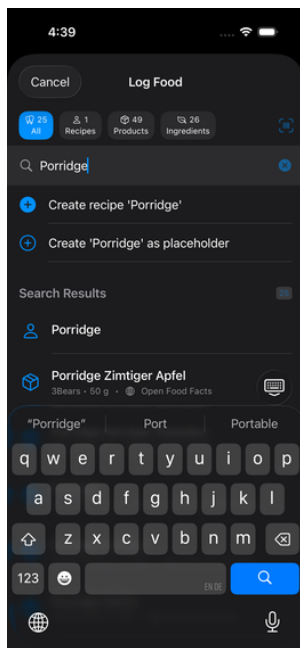 4:39
Cancel
Log Food
25
All
1
Recipes
49
Products
26
Ingredients
Porridge
Create recipe 'Porridge'
Create 'Porridge' as placeholder
Search Results
25
Porridge
Porridge Zimtiger Apfel
3Bears • 50 g • Open Food Facts
"Porridge" Port Portable
q w e r t y u i o p
a s d f g h j k l
z x c v b n m
123
EN DE